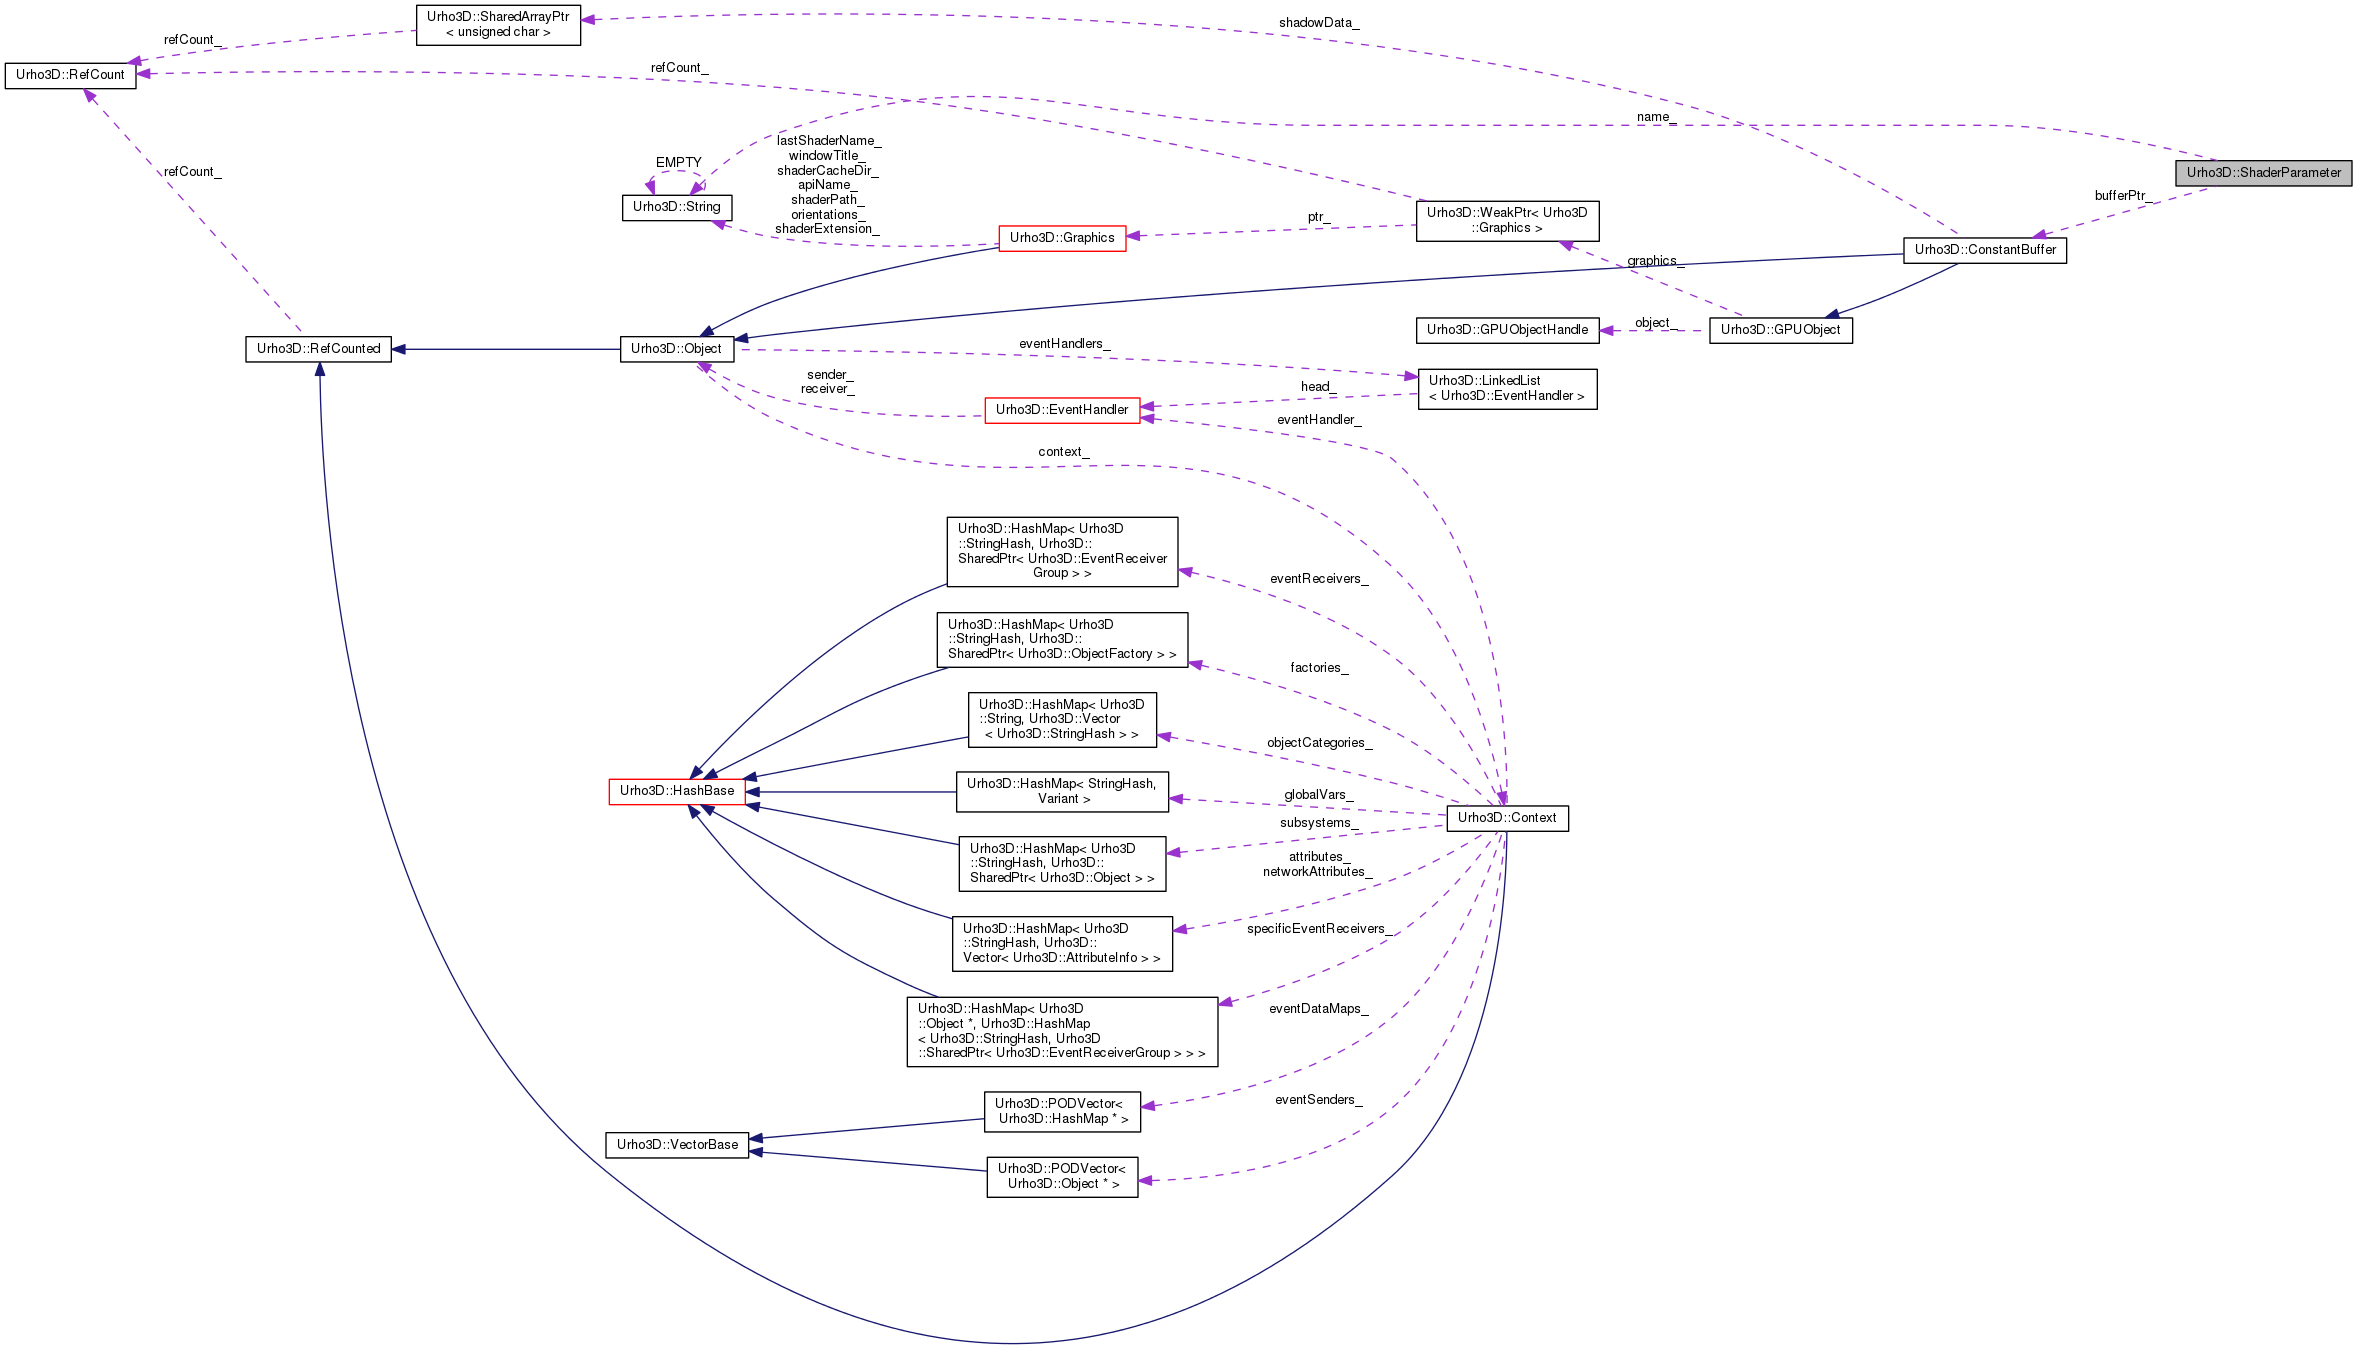 Urho3D::SharedArrayPtr
< unsigned char >
shadowData_
refCount_
Urho3D::RefCount
refCount_
name_
lastShaderName_
windowTitle_
shaderCacheDir_
apiName_
shaderPath_
orientations_
shaderExtension_
EMPTY
refCount_
Urho3D::ShaderParameter
bufferPtr_
Urho3D::String
Urho3D::WeakPtr< Urho3D
::Graphics >
ptr_
Urho3D::Graphics
Urho3D::ConstantBuffer
graphics_
Urho3D::GPUObjectHandle
object_
Urho3D::GPUObject
Urho3D::RefCounted
Urho3D::Object
eventHandlers_
sender_
receiver_
head_
Urho3D::LinkedList
< Urho3D::EventHandler >
Urho3D::EventHandler
eventHandler_
context_
Urho3D::HashMap< Urho3D
::StringHash, Urho3D::
SharedPtr< Urho3D::EventReceiver
Group > >
eventReceivers_
Urho3D::HashMap< Urho3D
::StringHash, Urho3D::
SharedPtr< Urho3D::ObjectFactory > >
factories_
Urho3D::HashMap< Urho3D
::String, Urho3D::Vector
< Urho3D::StringHash > >
objectCategories_
Urho3D::HashBase
Urho3D::HashMap< StringHash,
Variant >
globalVars_
Urho3D::Context
subsystems_
Urho3D::HashMap< Urho3D
::StringHash, Urho3D::
SharedPtr< Urho3D::Object > >
attributes_
networkAttributes_
Urho3D::HashMap< Urho3D
::StringHash, Urho3D::
Vector< Urho3D::AttributeInfo > >
specificEventReceivers_
Urho3D::HashMap< Urho3D
::Object *, Urho3D::HashMap
< Urho3D::StringHash, Urho3D
::SharedPtr< Urho3D::EventReceiverGroup > > >
eventDataMaps_
Urho3D::PODVector<
Urho3D::HashMap * >
eventSenders_
Urho3D::VectorBase
Urho3D::PODVector<
Urho3D::Object * >